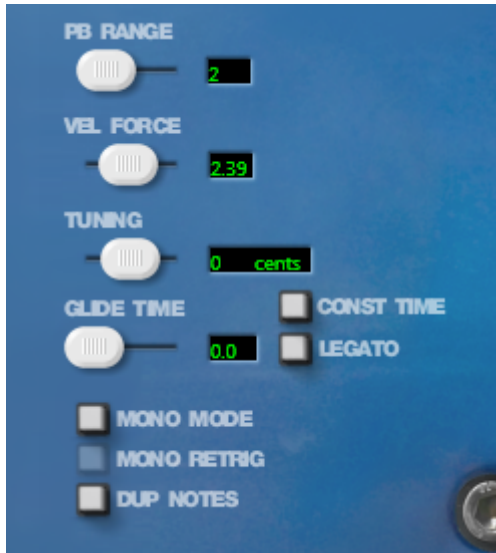 PB RANGE
2
VEL FORCE
2.39
TUNING
0 cents
GLIDE TIME
0.0
CONST TIME
LEGATO
MONO MODE
MONO RETRIG
DUP NOTES